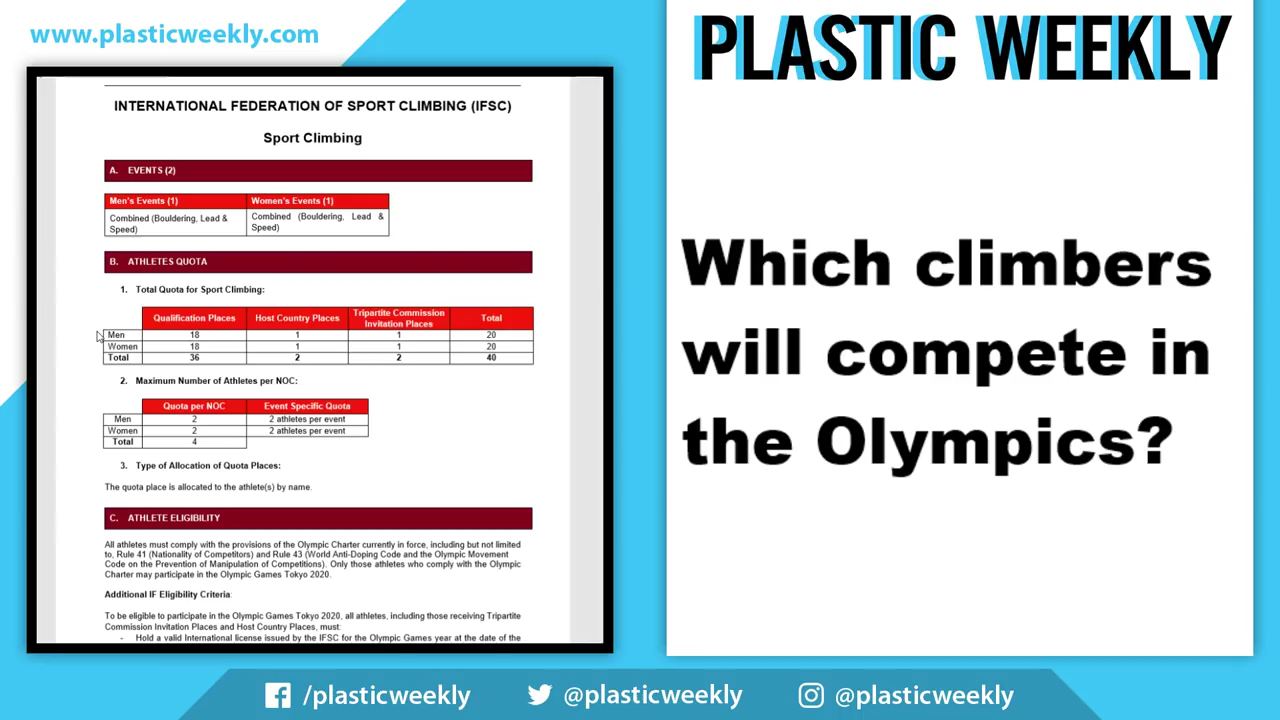 www.plasticweekly.com
PLASTIC WEEKLY
INTERNATIONAL FEDERATION OF SPORT CLIMBING (IFSC)
Sport Climbing
A. EVENTS (2)
Men's Events (1) Women's Events (1)
Combined (Bouldering, Lead & Speed) Combined (Bouldering, Lead & Speed)
B. ATHLETES QUOTA
1. Total Quota for Sport Climbing:
Qualification Places Host Country Places Tripartite Commission Invitation Places Total
Men 18 1 1 20
Women 18 1 1 20
Total 36 2 2 40
2. Maximum Number of Athletes per NOC:
Quota per NOC Event Specific Quota
Men 2 2 athletes per event
Women 2 2 athletes per event
Total 4
3. Type of Allocation of Quota Places:
The quota place is allocated to the athlete(s) by name.
C. ATHLETE ELIGIBILITY
All athletes must comply with the provisions of the Olympic Charter currently in force, including but not limited
to, Rule 41 (Nationality of Competitors) and Rule 43 (World Anti-Doping Code and the Olympic Movement
Code on the Prevention of Manipulation of Competitions). Only those athletes who comply with the Olympic
Charter may participate in the Olympic Games Tokyo 2020.
Additional IF Eligibility Criteria:
To be eligible to participate in the Olympic Games Tokyo 2020, all athletes, including those receiving Tripartite
Commission Invitation Places and Host Country Places, must:
- Hold a valid International license issued by the IFSC for the Olympic Games year at the date of the
Which climbers
will compete in
the Olympics?
/plasticweekly @plasticweekly @plasticweekly